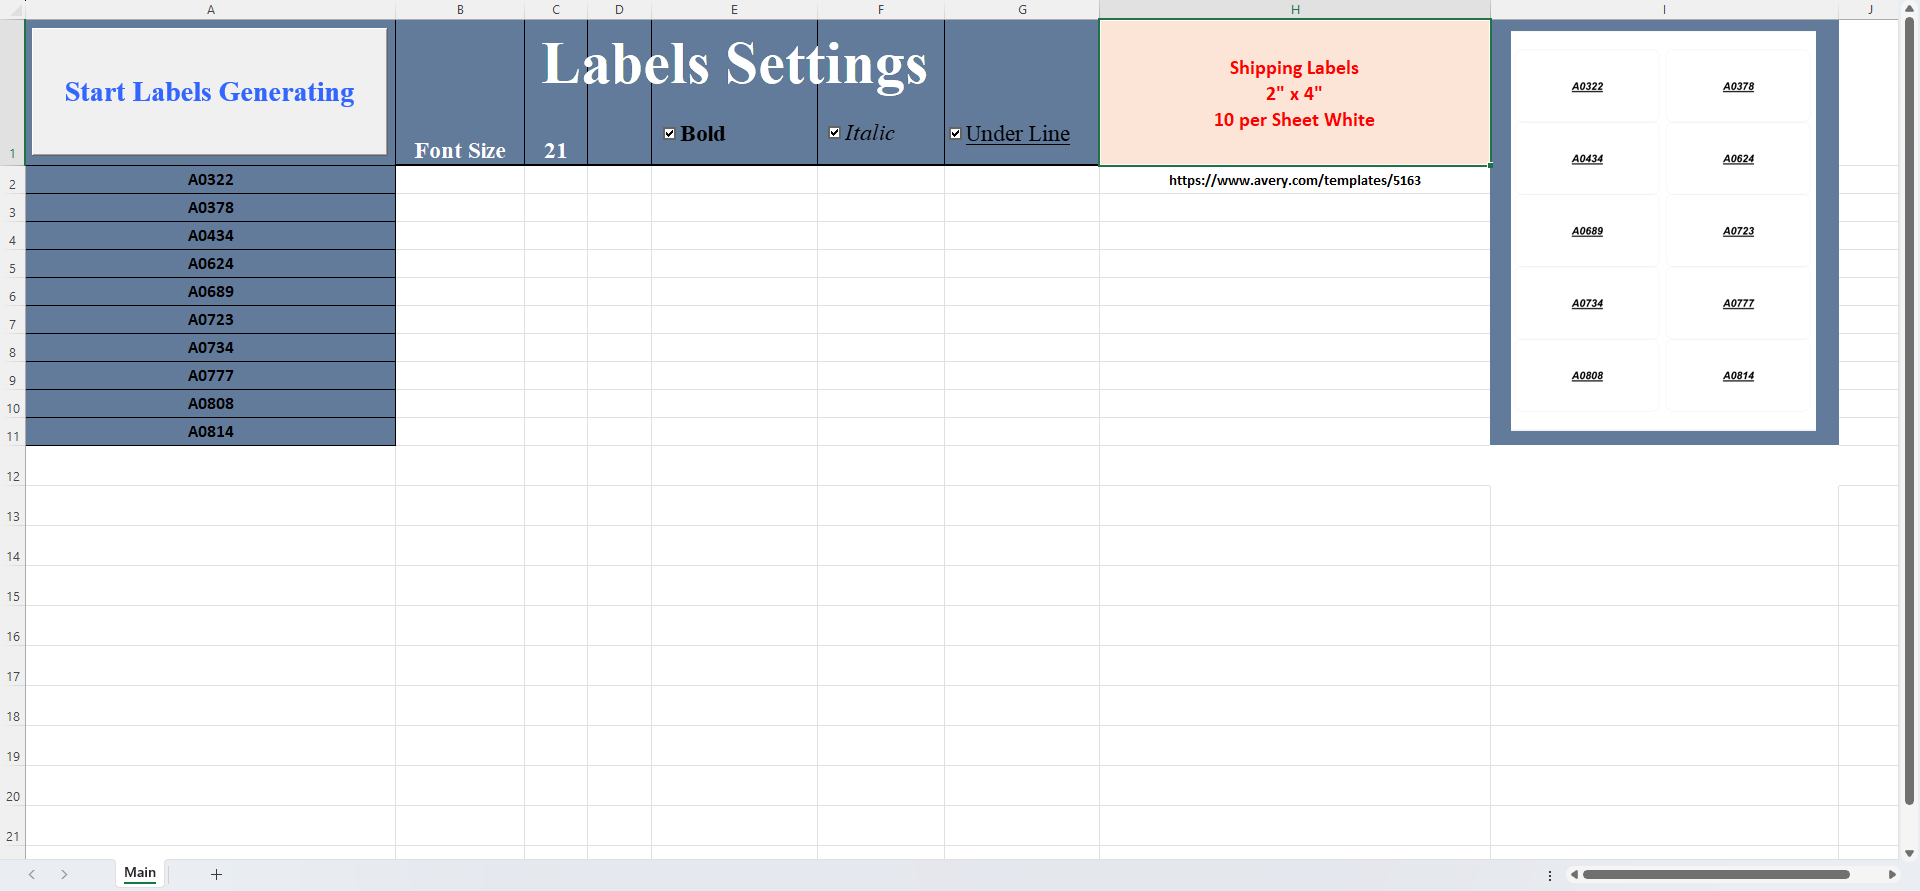 A B C D E F G H I J
1 Start Labels Generating
Labels Settings
Font Size 21
Bold Italic Under Line
Shipping Labels
2" x 4"
10 per Sheet White
2 A0322 https://www.avery.com/templates/5163
3 A0378
4 A0434
5 A0624
6 A0689
7 A0723
8 A0734
9 A0777
10 A0808
11 A0814
A0322 A0378
A0434 A0624
A0689 A0723
A0734 A0777
A0808 A0814
12
13
14
15
16
17
18
19
20
21
Main